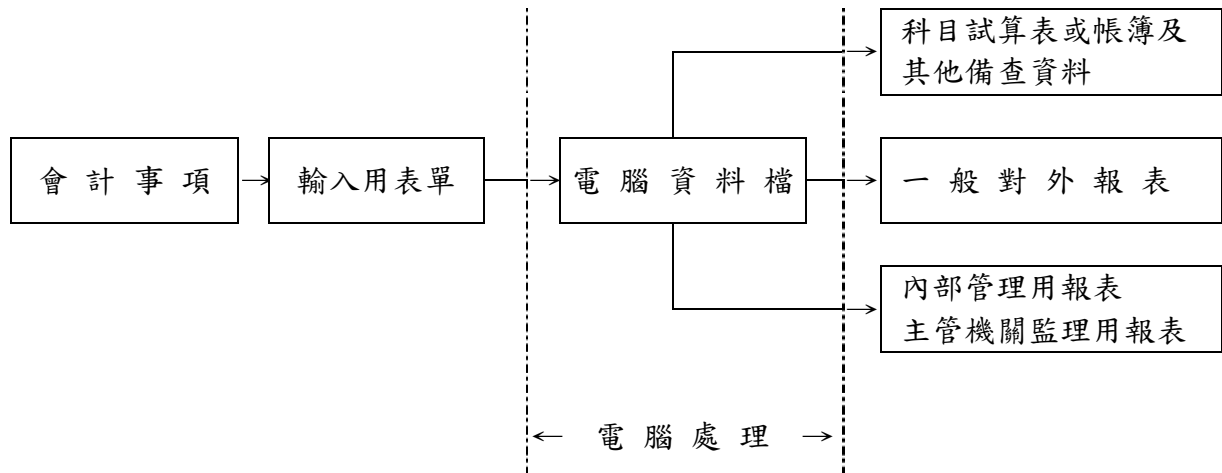 科目試算表或帳簿及
其他備查資料
會計事項
輸入用表單
電腦資料檔
一般對外報表
內部管理用報表
主管機關監理用報表
電腦處理